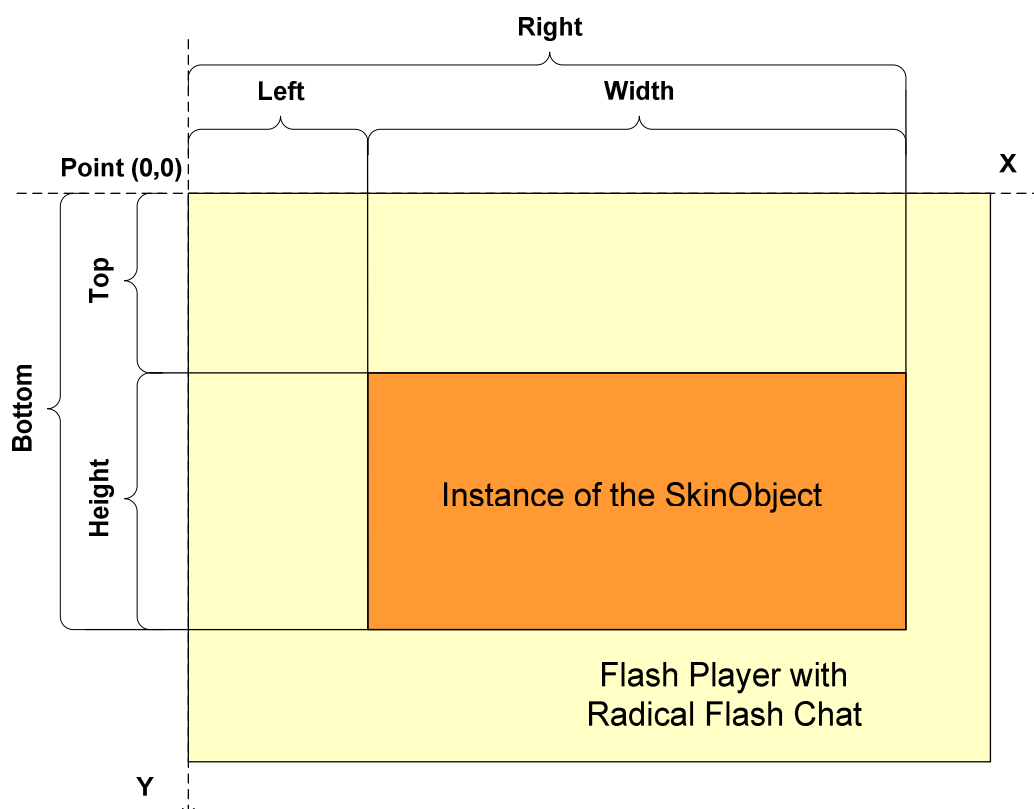 Right
Left
Width
Point (0,0)
X
Top
Bottom
Height
Instance of the SkinObject
Flash Player with
Radical Flash Chat
Y